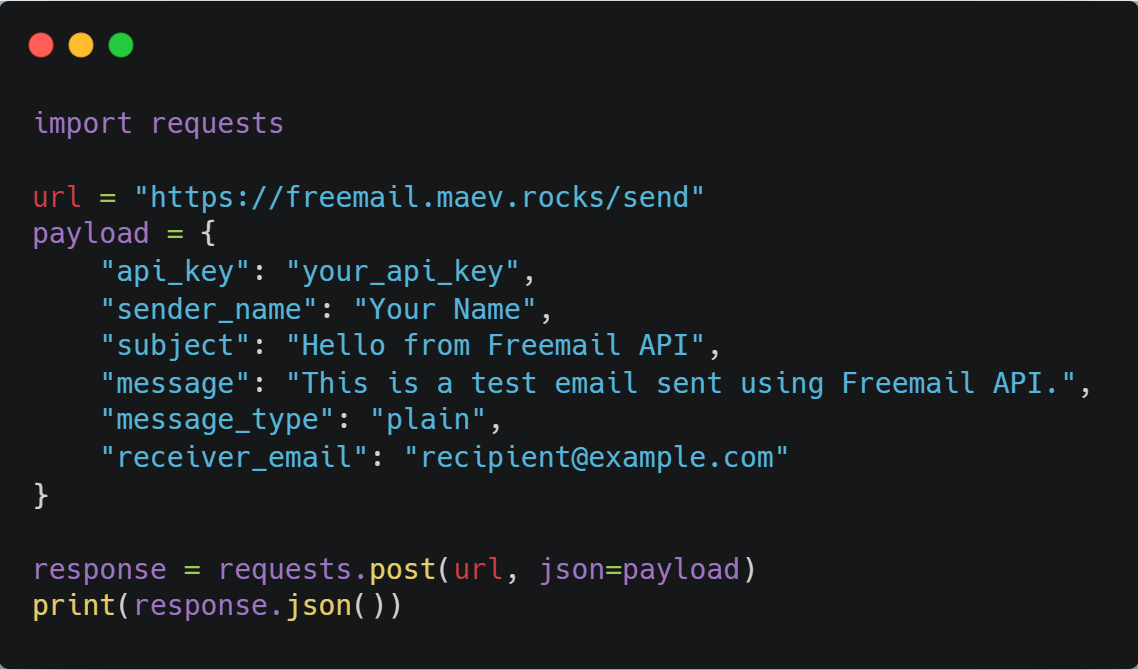 import requests

url = "https://freemail.maev.rocks/send"
payload = {
    "api_key": "your_api_key",
    "sender_name": "Your Name",
    "subject": "Hello from Freemail API",
    "message": "This is a test email sent using Freemail API.",
    "message_type": "plain",
    "receiver_email": "recipient@example.com"
}

response = requests.post(url, json=payload)
print(response.json())